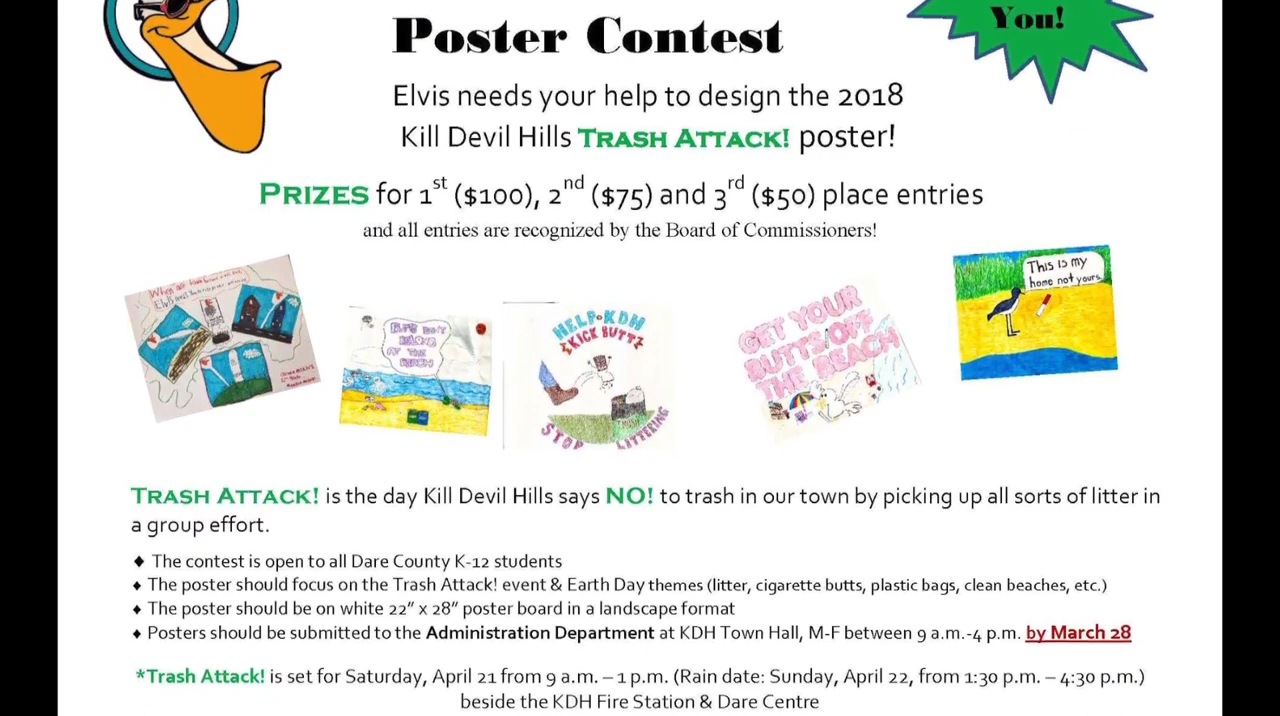 You!
Poster Contest
Elvis needs your help to design the 2018
Kill Devil Hills TRASH ATTACK! poster!
PRIZES for 1st ($100), 2nd ($75) and 3rd ($50) place entries
and all entries are recognized by the Board of Commissioners!
This is my
home not yours.
HELP KDH
KICK BUTT
STOP LITTERING
GET YOUR
BUTTS/OFF
THE BEACH
TRASH ATTACK! is the day Kill Devil Hills says NO! to trash in our town by picking up all sorts of litter in
a group effort.
♦ The contest is open to all Dare County K-12 students
♦ The poster should focus on the Trash Attack! event & Earth Day themes (litter, cigarette butts, plastic bags, clean beaches, etc.)
♦ The poster should be on white 22” x 28” poster board in a landscape format
♦ Posters should be submitted to the Administration Department at KDH Town Hall, M-F between 9 a.m.-4 p.m. by March 28
*Trash Attack! is set for Saturday, April 21 from 9 a.m. – 1 p.m. (Rain date: Sunday, April 22, from 1:30 p.m. – 4:30 p.m.)
beside the KDH Fire Station & Dare Centre